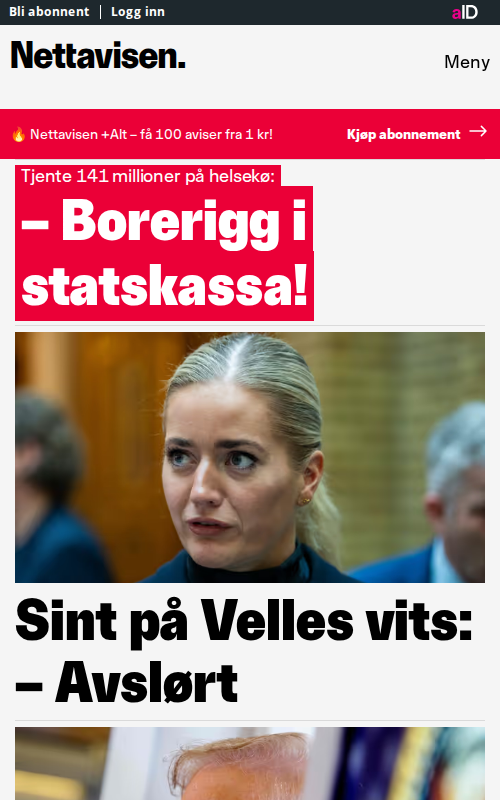 Bli abonnent | Logg inn
aID
Nettavisen.
Meny
🔥 Nettavisen +Alt – få 100 aviser fra 1 kr!
Kjøp abonnement →
Tjente 141 millioner på helsekø:
– Borerigg i
statskassa!
Sint på Velles vits:
– Avslørt